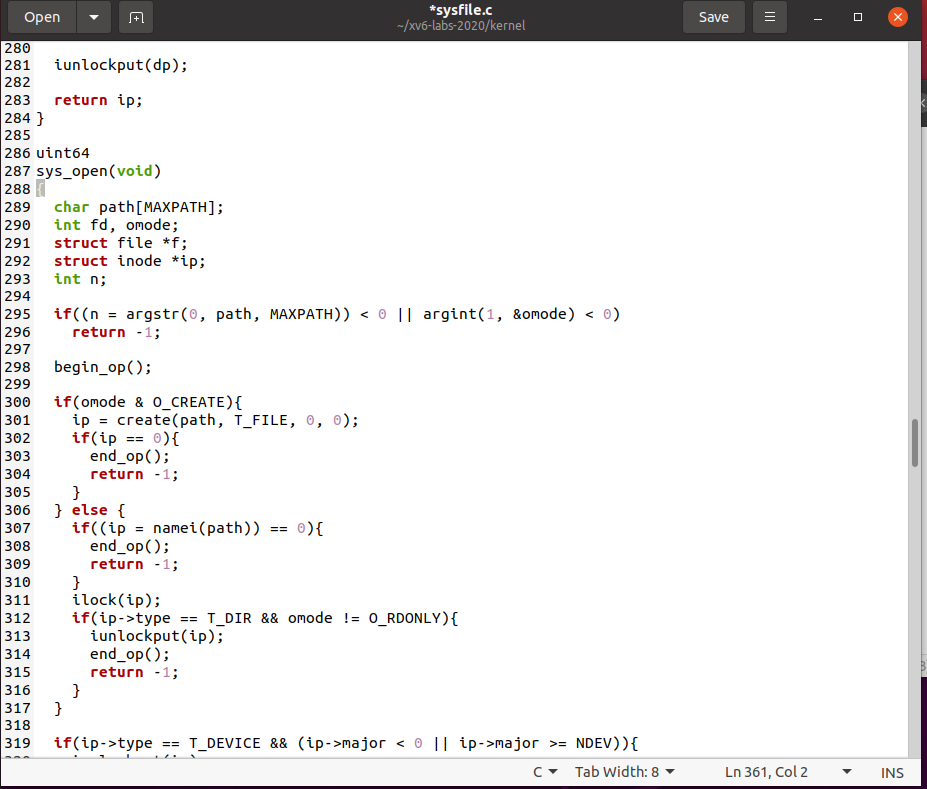 Open
*sysfile.c
~/xv6-labs-2020/kernel
Save
280
281   iunlockput(dp);
282
283   return ip;
284 }
285
286 uint64
287 sys_open(void)
288 {
289   char path[MAXPATH];
290   int fd, omode;
291   struct file *f;
292   struct inode *ip;
293   int n;
294
295   if((n = argstr(0, path, MAXPATH)) < 0 || argint(1, &omode) < 0)
296     return -1;
297
298   begin_op();
299
300   if(omode & O_CREATE){
301     ip = create(path, T_FILE, 0, 0);
302     if(ip == 0){
303       end_op();
304       return -1;
305     }
306   } else {
307     if((ip = namei(path)) == 0){
308       end_op();
309       return -1;
310     }
311     ilock(ip);
312     if(ip->type == T_DIR && omode != O_RDONLY){
313       iunlockput(ip);
314       end_op();
315       return -1;
316     }
317   }
318
319   if(ip->type == T_DEVICE && (ip->major < 0 || ip->major >= NDEV)){
C
Tab Width: 8
Ln 361, Col 2
INS